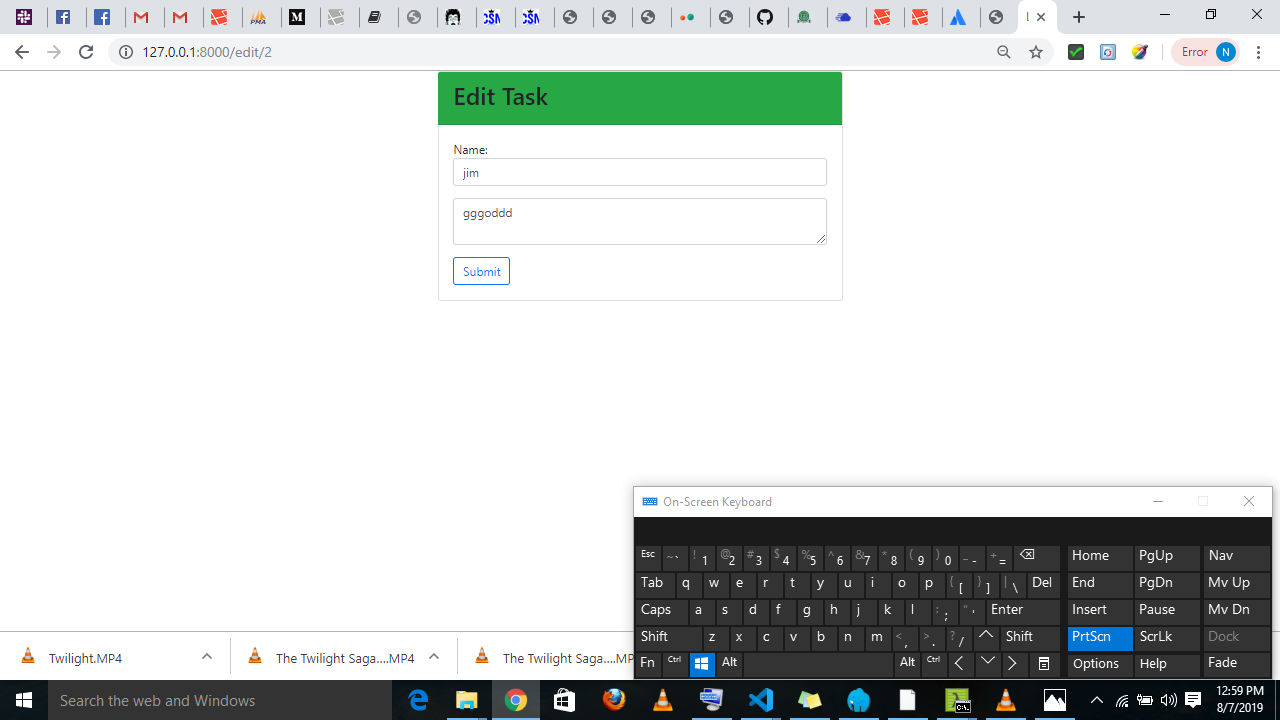 127.0.0.1:8000/edit/2
Error N
Edit Task
Name:
jim
gggoddd
Submit
On-Screen Keyboard
Esc ~ ` ! 1 @ 2 # 3 $ 4 % 5 ^ 6 & 7 * 8 ( 9 ) 0 _ - + = Home PgUp Nav
Tab q w e r t y u i o p { [ } ] | \ Del End PgDn Mv Up
Caps a s d f g h j k l : ; " ' Enter Insert Pause Mv Dn
Shift z x c v b n m < , > . ? / Shift PrtScn ScrLk Dock
Fn Ctrl Alt Alt Ctrl Options Help Fade
Twilight.MP4 The Twilight Saga....MP4 The Twilight Saga....MP
Search the web and Windows
12:59 PM
8/7/2019